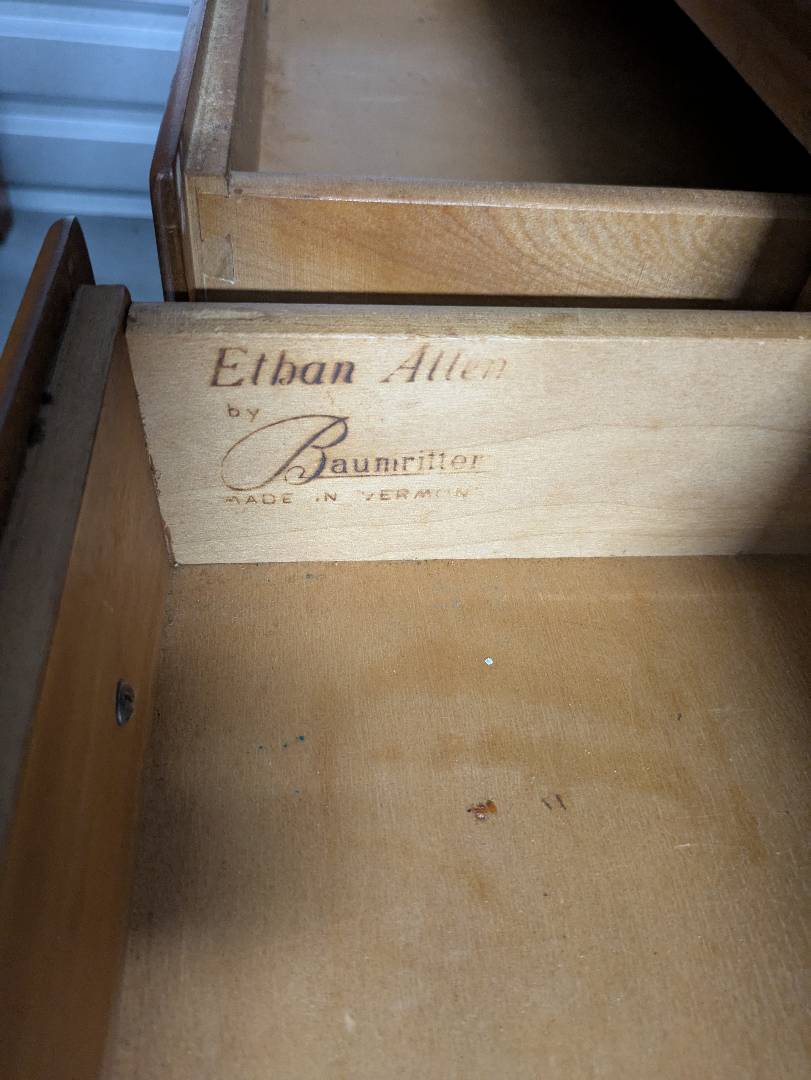 Ethan Allen
by
Baumritter
MADE IN VERMONT